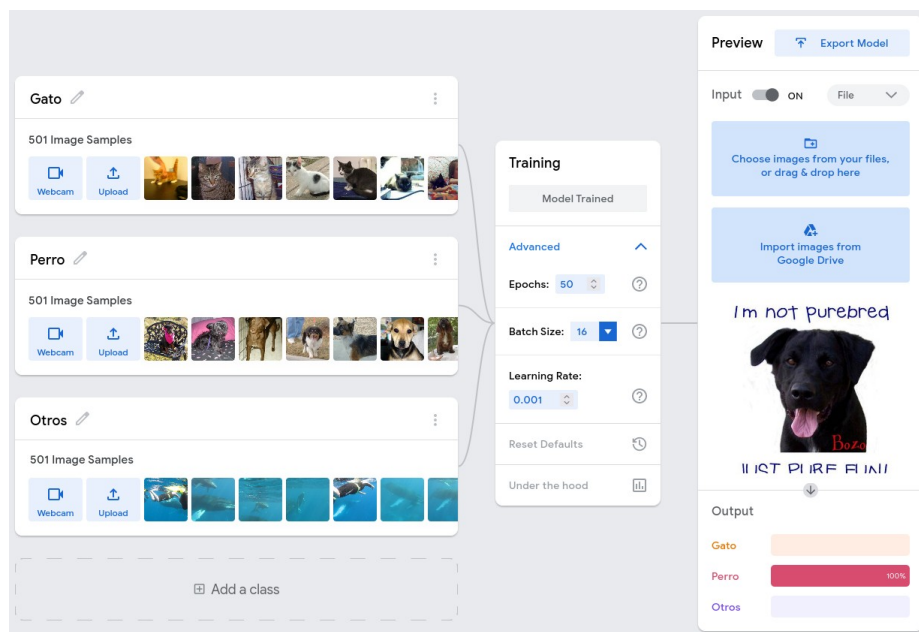 Gato
501 Image Samples
Webcam
Upload
Perro
501 Image Samples
Webcam
Upload
Otros
501 Image Samples
Webcam
Upload
Add a class
Training
Model Trained
Advanced
Epochs: 50
Batch Size: 16
Learning Rate:
0.001
Reset Defaults
Under the hood
Preview
Export Model
Input ON File
Choose images from your files,
or drag & drop here
Import images from
Google Drive
I'm not purebred
Bozo
JUST PURE FUN!
Output
Gato
Perro 100%
Otros